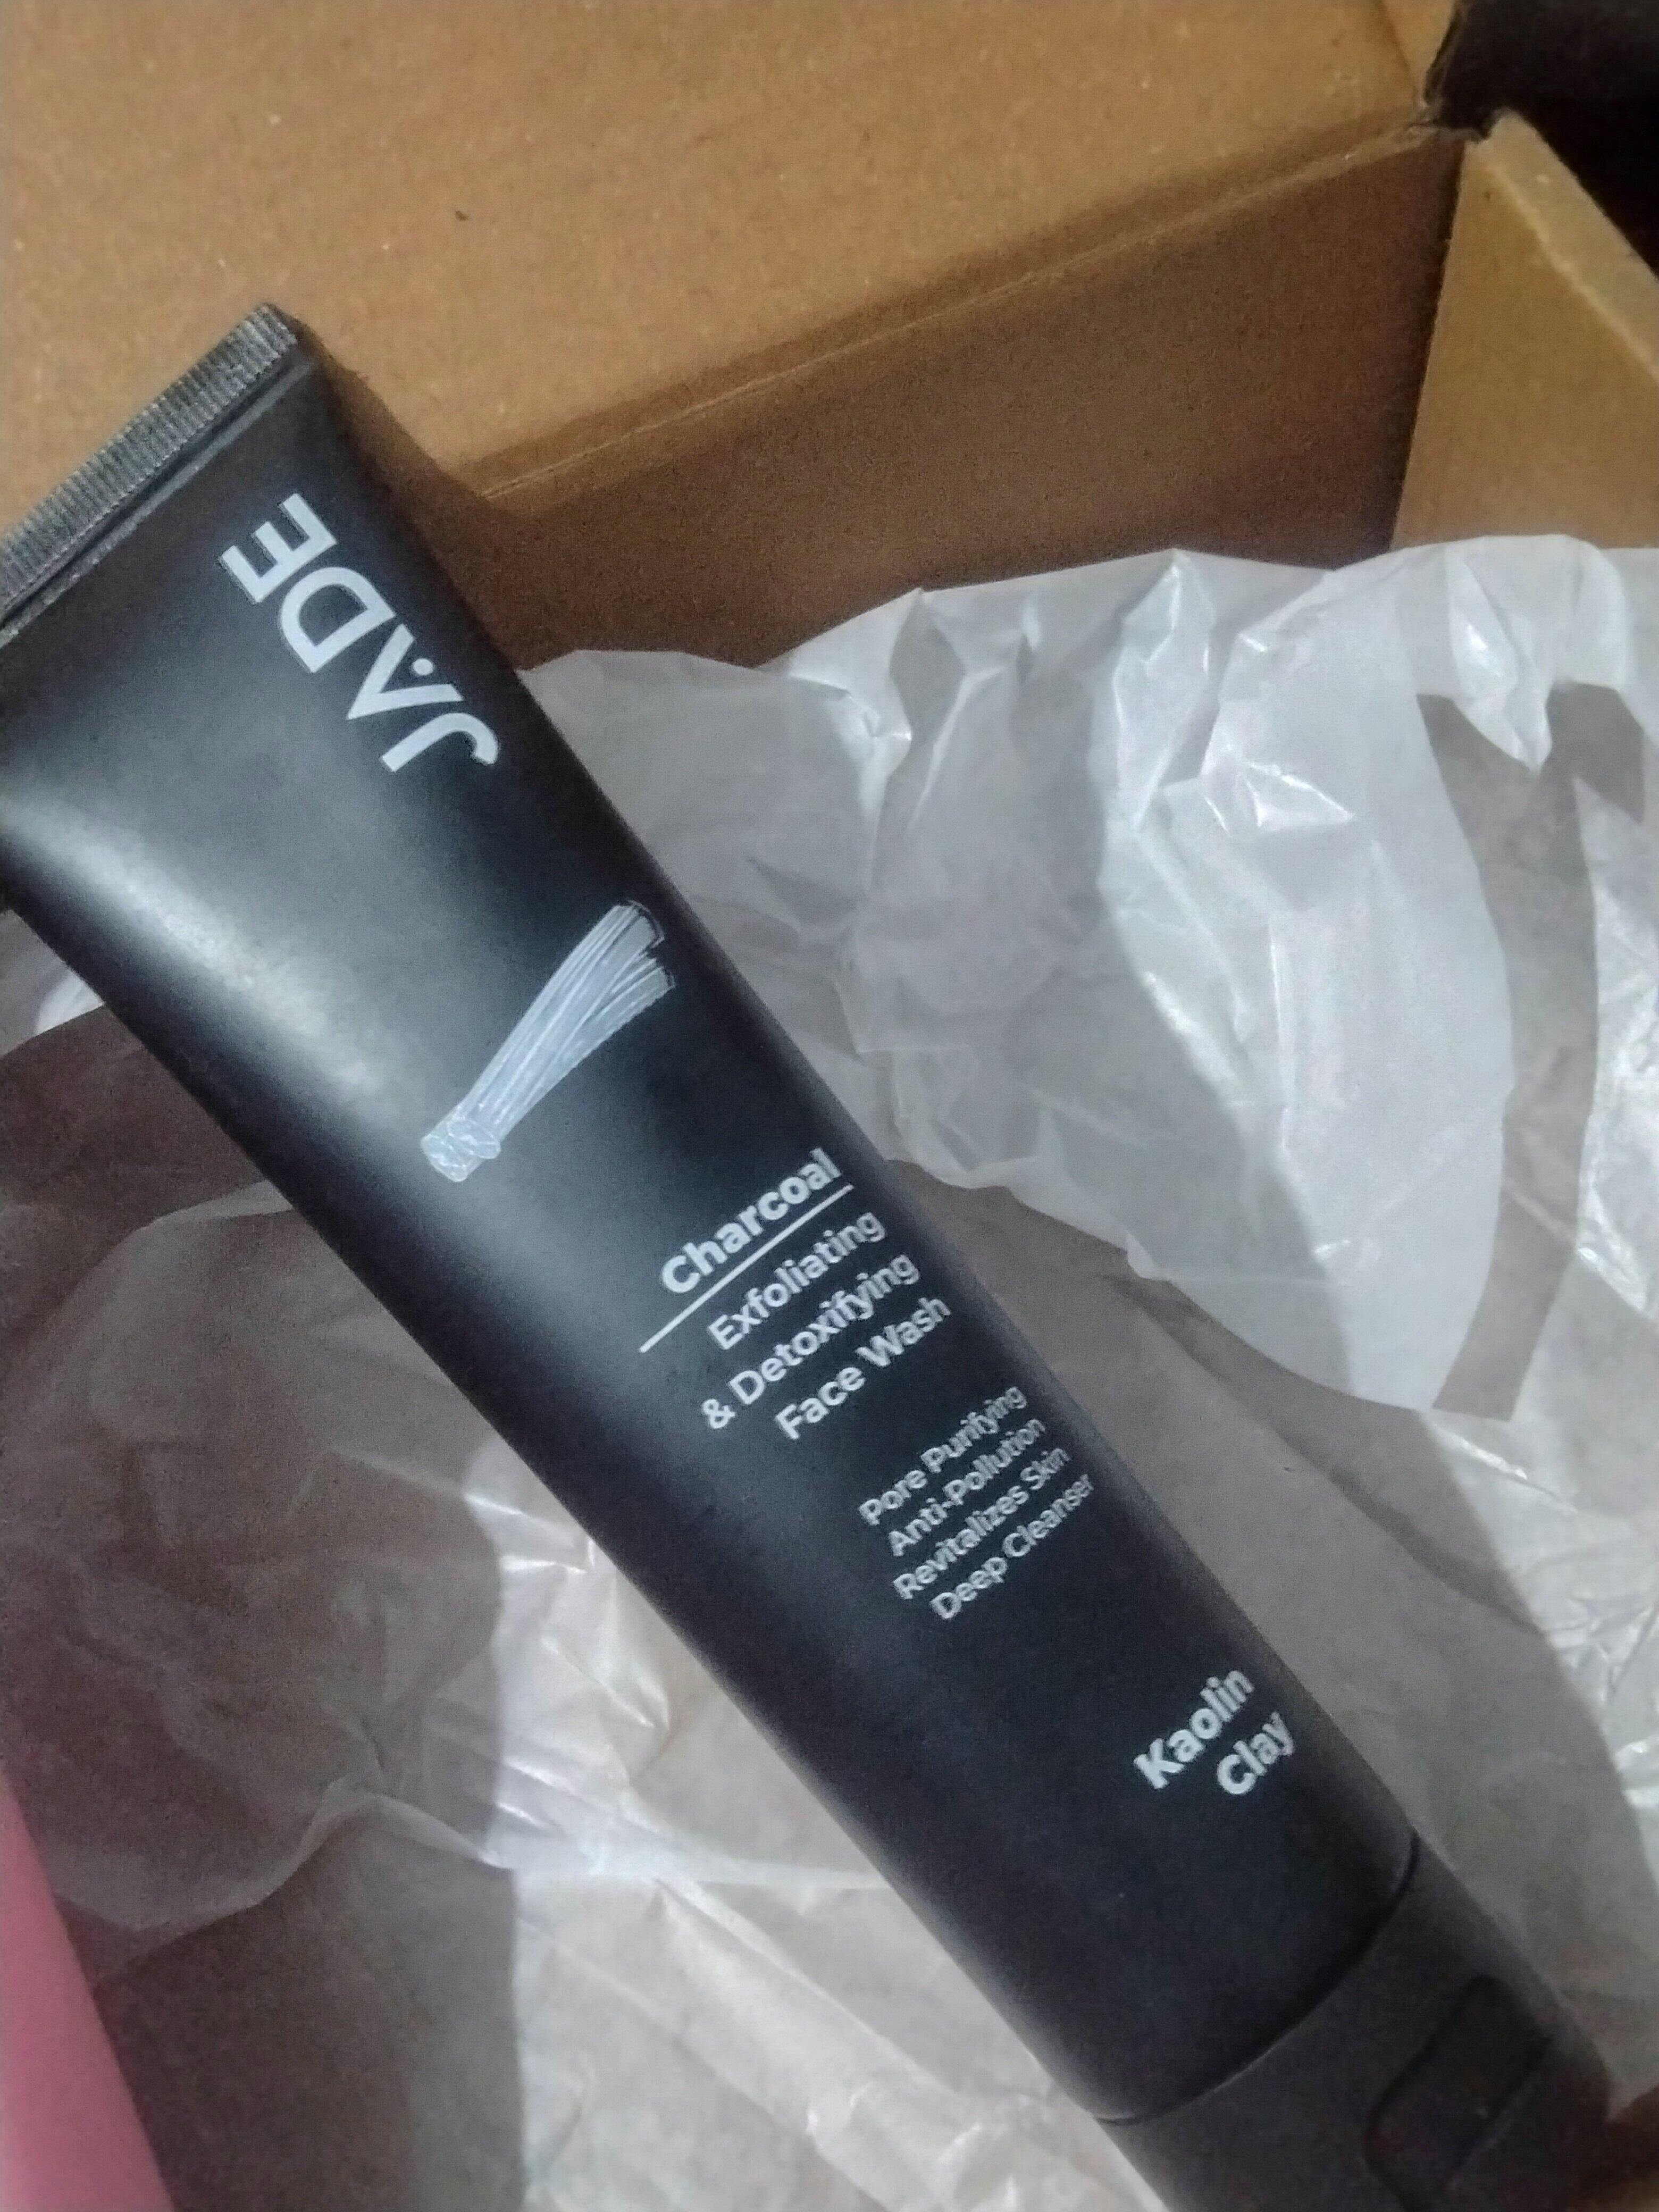 JADE
Charcoal
Exfoliating
& Detoxifying
Face Wash
Pore Purifying
Anti-Pollution
Revitalizes Skin
Deep Cleanser
Kaolin
Clay